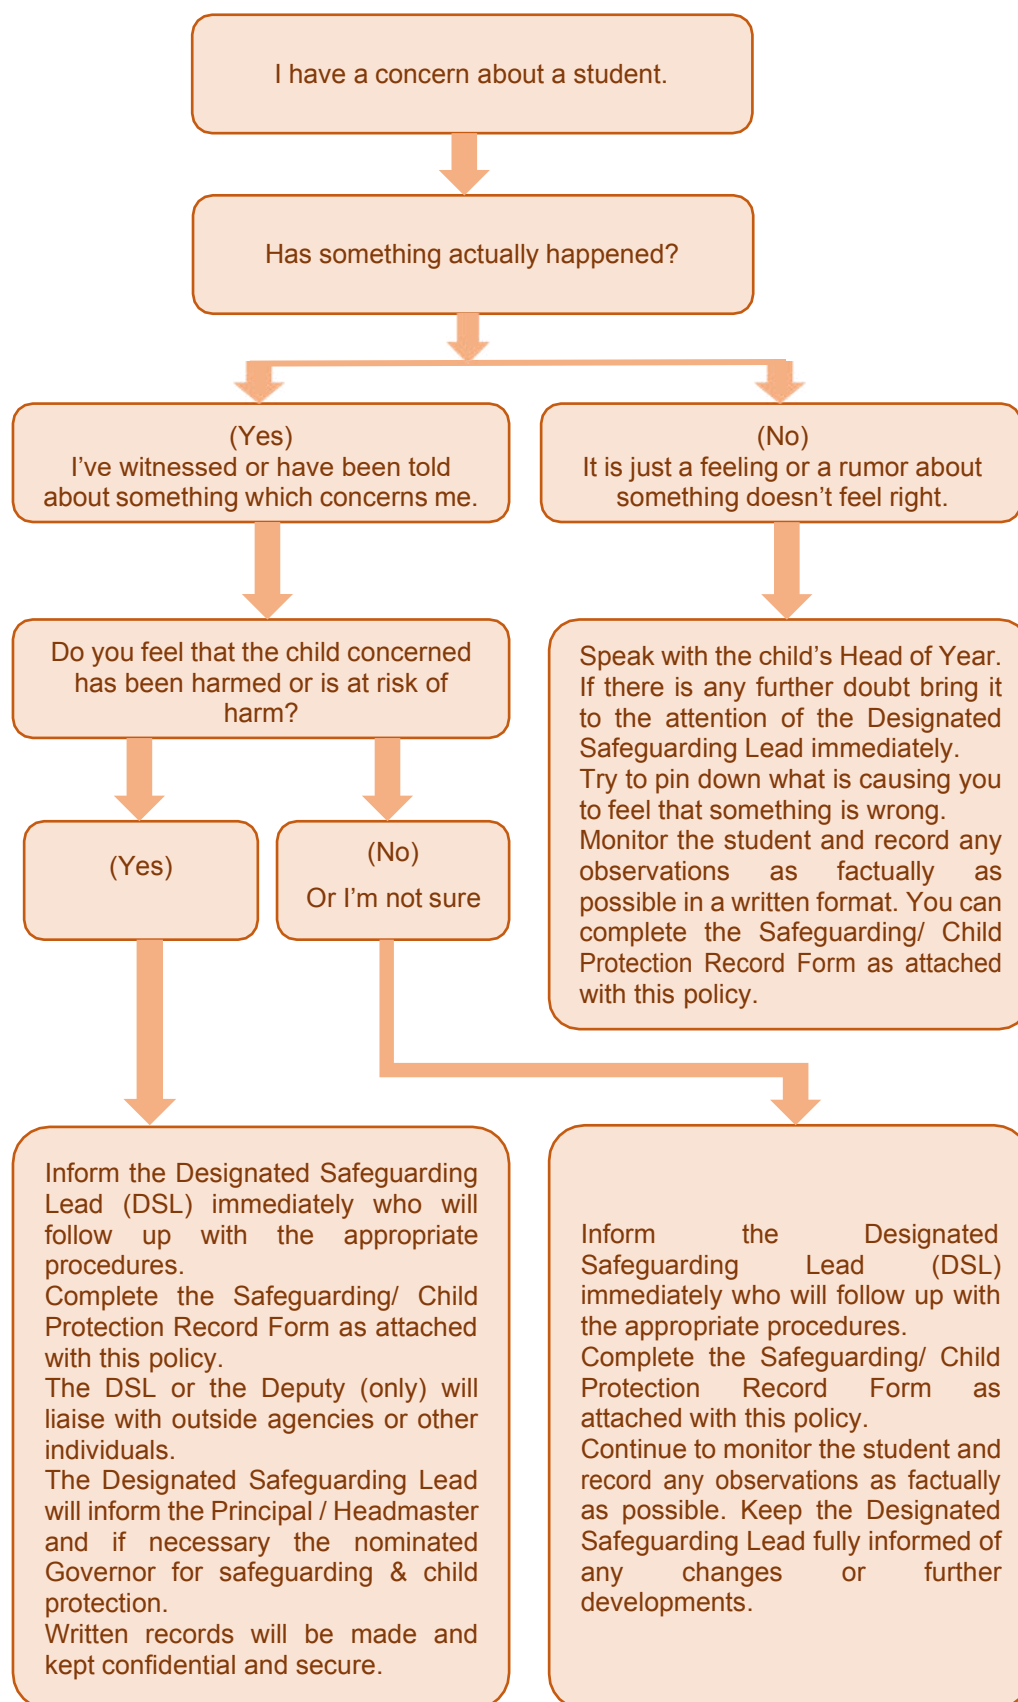 I have a concern about a student.
Has something actually happened?
(Yes)
I've witnessed or have been told
about something which concerns me.
(No)
It is just a feeling or a rumor about
something doesn't feel right.
Do you feel that the child concerned
has been harmed or is at risk of
harm?
Speak with the child's Head of Year.
If there is any further doubt bring it
to the attention of the Designated
Safeguarding Lead immediately.
Try to pin down what is causing you
to feel that something is wrong.
Monitor the student and record any
observations as factually as
possible in a written format. You can
complete the Safeguarding/ Child
Protection Record Form as attached
with this policy.
(Yes)
(No)
Or I'm not sure
Inform the Designated Safeguarding
Lead (DSL) immediately who will
follow up with the appropriate
procedures.
Complete the Safeguarding/ Child
Protection Record Form as attached
with this policy.
The DSL or the Deputy (only) will
liaise with outside agencies or other
individuals.
The Designated Safeguarding Lead
will inform the Principal / Headmaster
and if necessary the nominated
Governor for safeguarding & child
protection.
Written records will be made and
kept confidential and secure.
Inform the Designated
Safeguarding Lead (DSL)
immediately who will follow up with
the appropriate procedures.
Complete the Safeguarding/ Child
Protection Record Form as
attached with this policy.
Continue to monitor the student and
record any observations as factually
as possible. Keep the Designated
Safeguarding Lead fully informed of
any changes or further
developments.